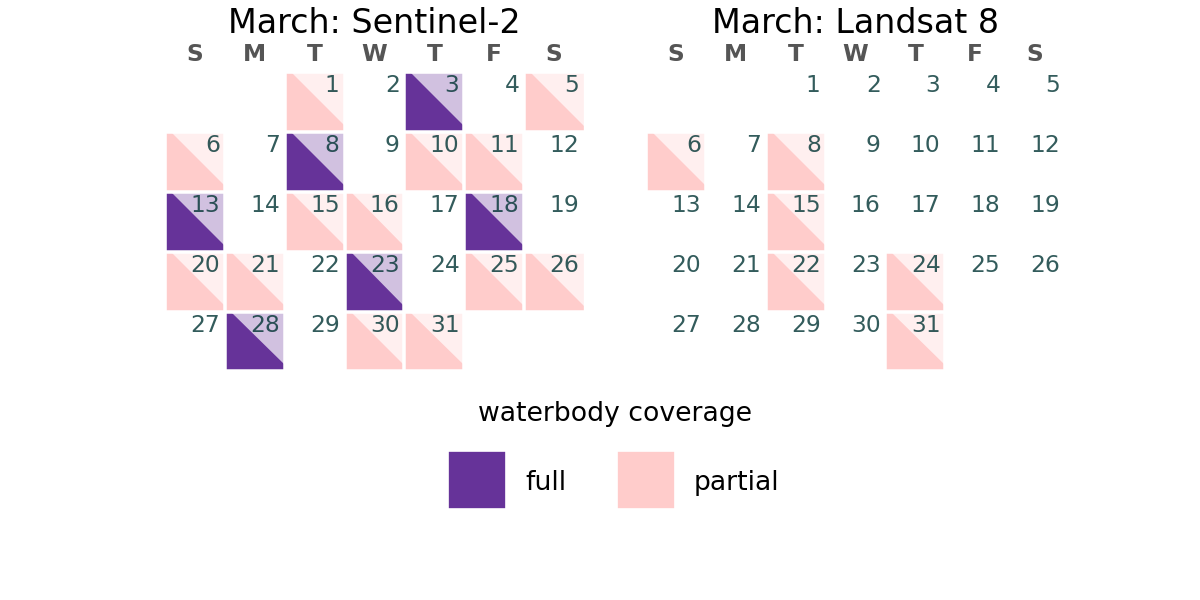 March: Sentinel-2
S M T W T F S
1 2 3 4 5
6 7 8 9 10 11 12
13 14 15 16 17 18 19
20 21 22 23 24 25 26
27 28 29 30 31
March: Landsat 8
S M T W T F S
1 2 3 4 5
6 7 8 9 10 11 12
13 14 15 16 17 18 19
20 21 22 23 24 25 26
27 28 29 30 31
waterbody coverage
full
partial